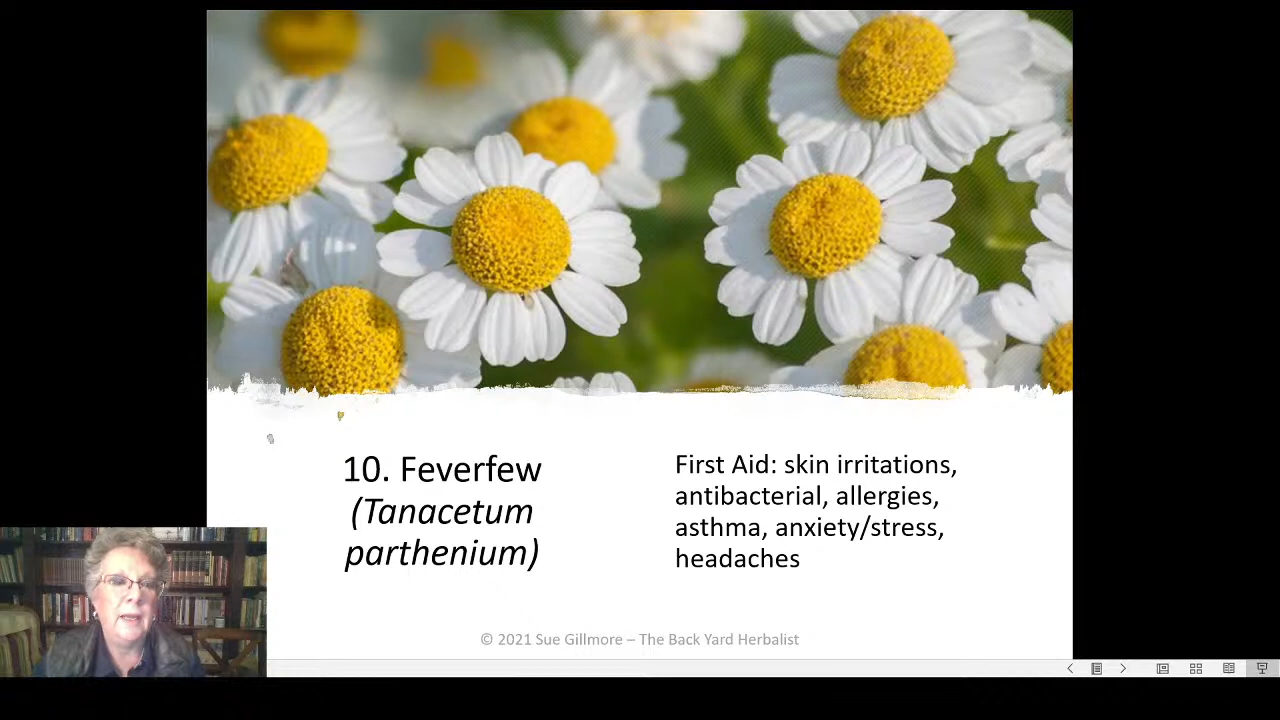 10. Feverfew
(Tanacetum
parthenium)
First Aid: skin irritations,
antibacterial, allergies,
asthma, anxiety/stress,
headaches
© 2021 Sue Gillmore – The Back Yard Herbalist